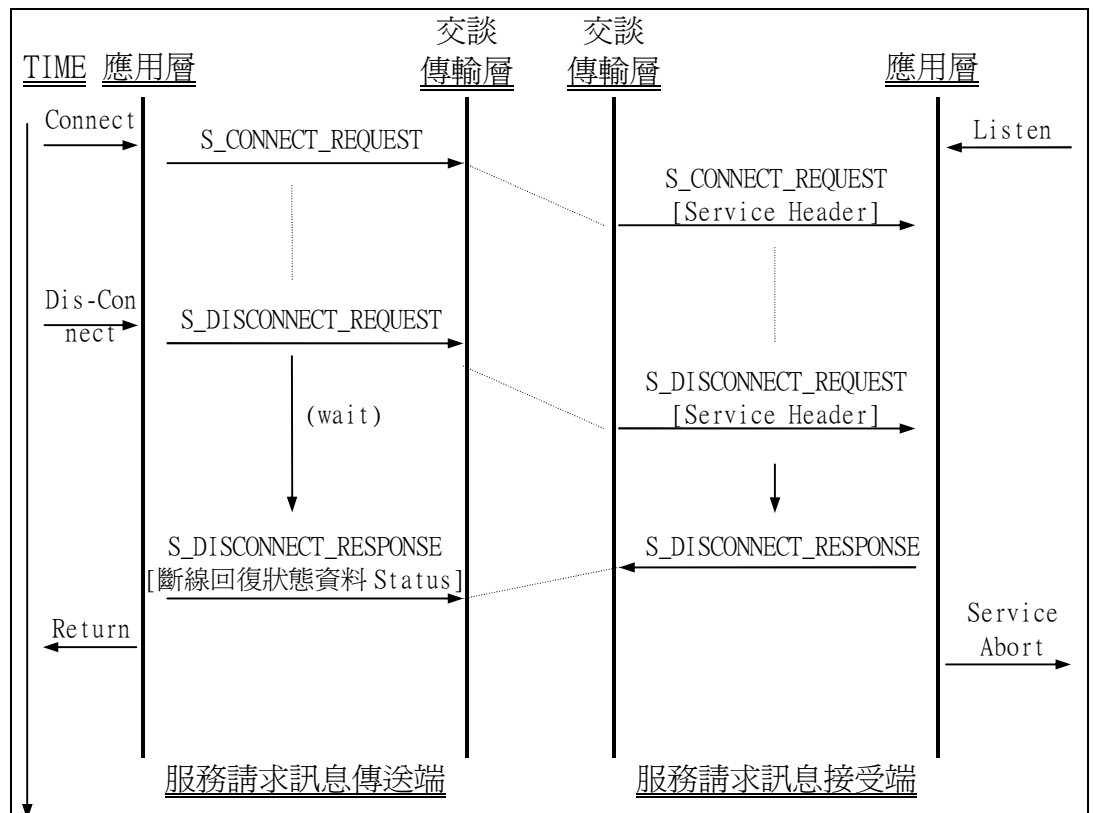 交談
交談
TIME 應用層
傳輸層
傳輸層
應用層
Connect
S_CONNECT_REQUEST
Listen
S_CONNECT_REQUEST
[Service Header]
Dis-Con
nect
S_DISCONNECT_REQUEST
S_DISCONNECT_REQUEST
[Service Header]
(wait)
S_DISCONNECT_RESPONSE
[斷線回復狀態資料 Status]
S_DISCONNECT_RESPONSE
Return
Service
Abort
服務請求訊息傳送端
服務請求訊息接受端